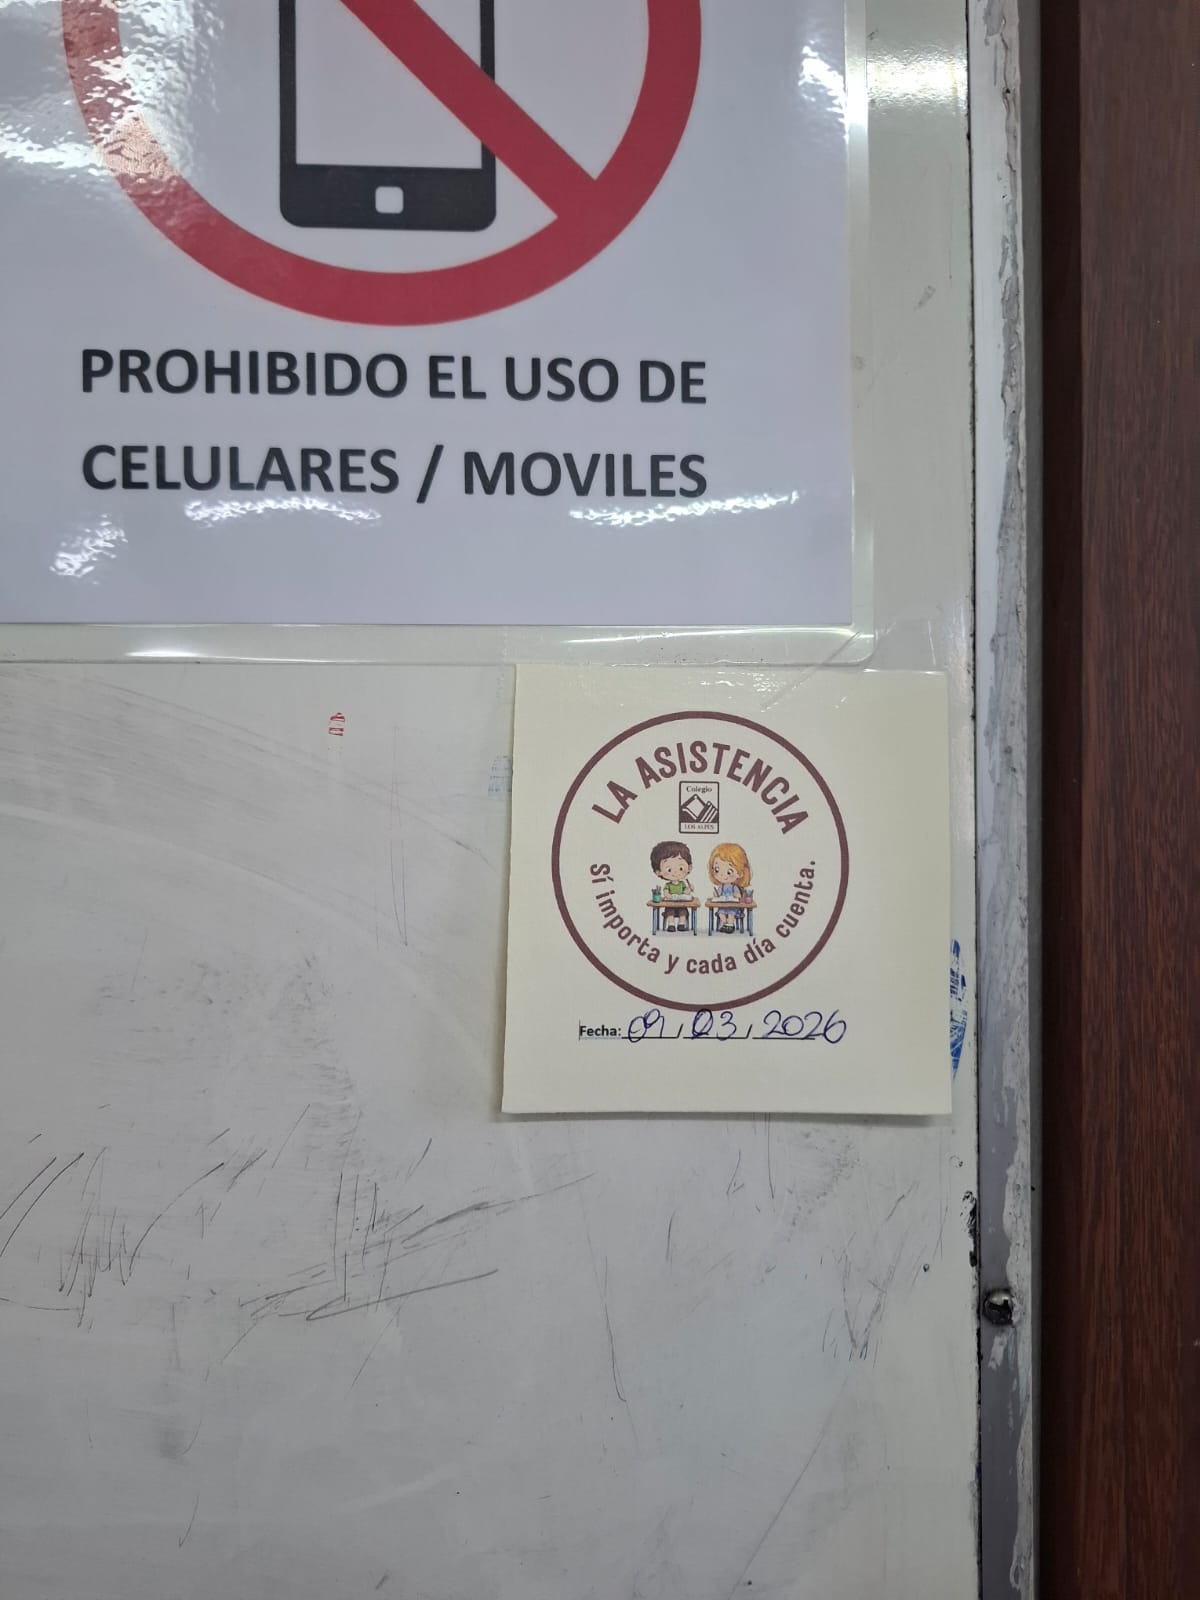 PROHIBIDO EL USO DE
CELULARES / MOVILES
LA ASISTENCIA
Colegio
LOS ALPES
Sí importa y cada día cuenta.
Fecha: 09 / 03 / 2026